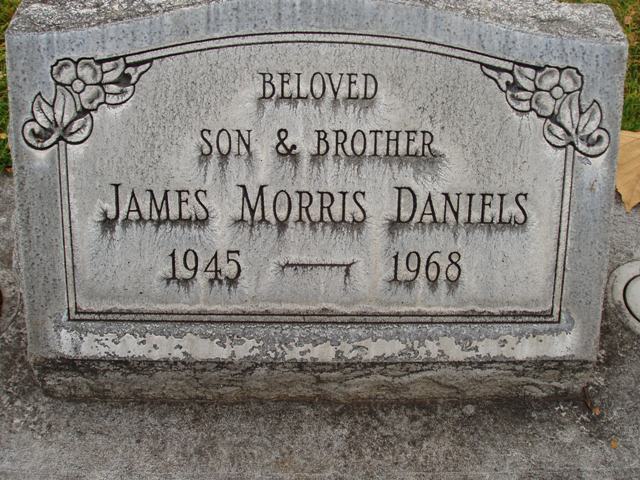 BELOVED
SON & BROTHER
JAMES MORRIS DANIELS
1945 — 1968